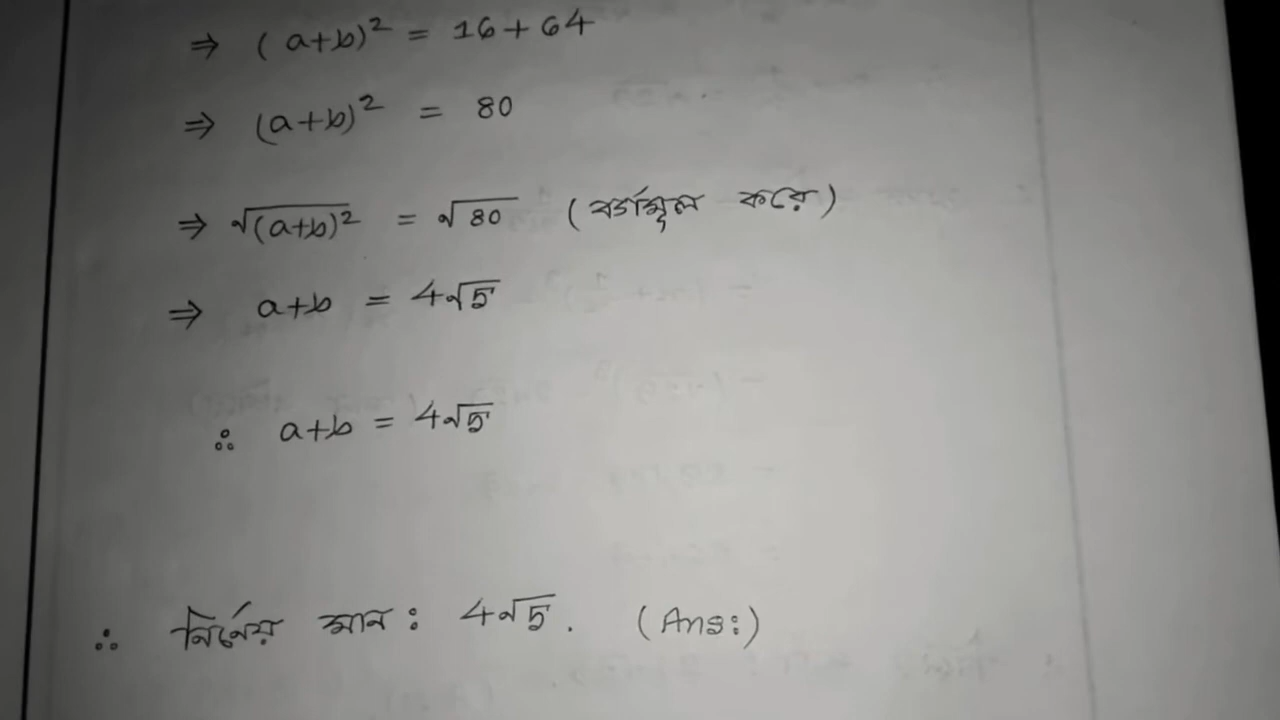 ⇒ (a+b)² = 16+64
⇒ (a+b)² = 80
⇒ √(a+b)² = √80 (বর্গমূল করে)
⇒ a+b = 4√5
∴ a+b = 4√5
∴ নির্নেয় মান : 4√5. (Ans:)